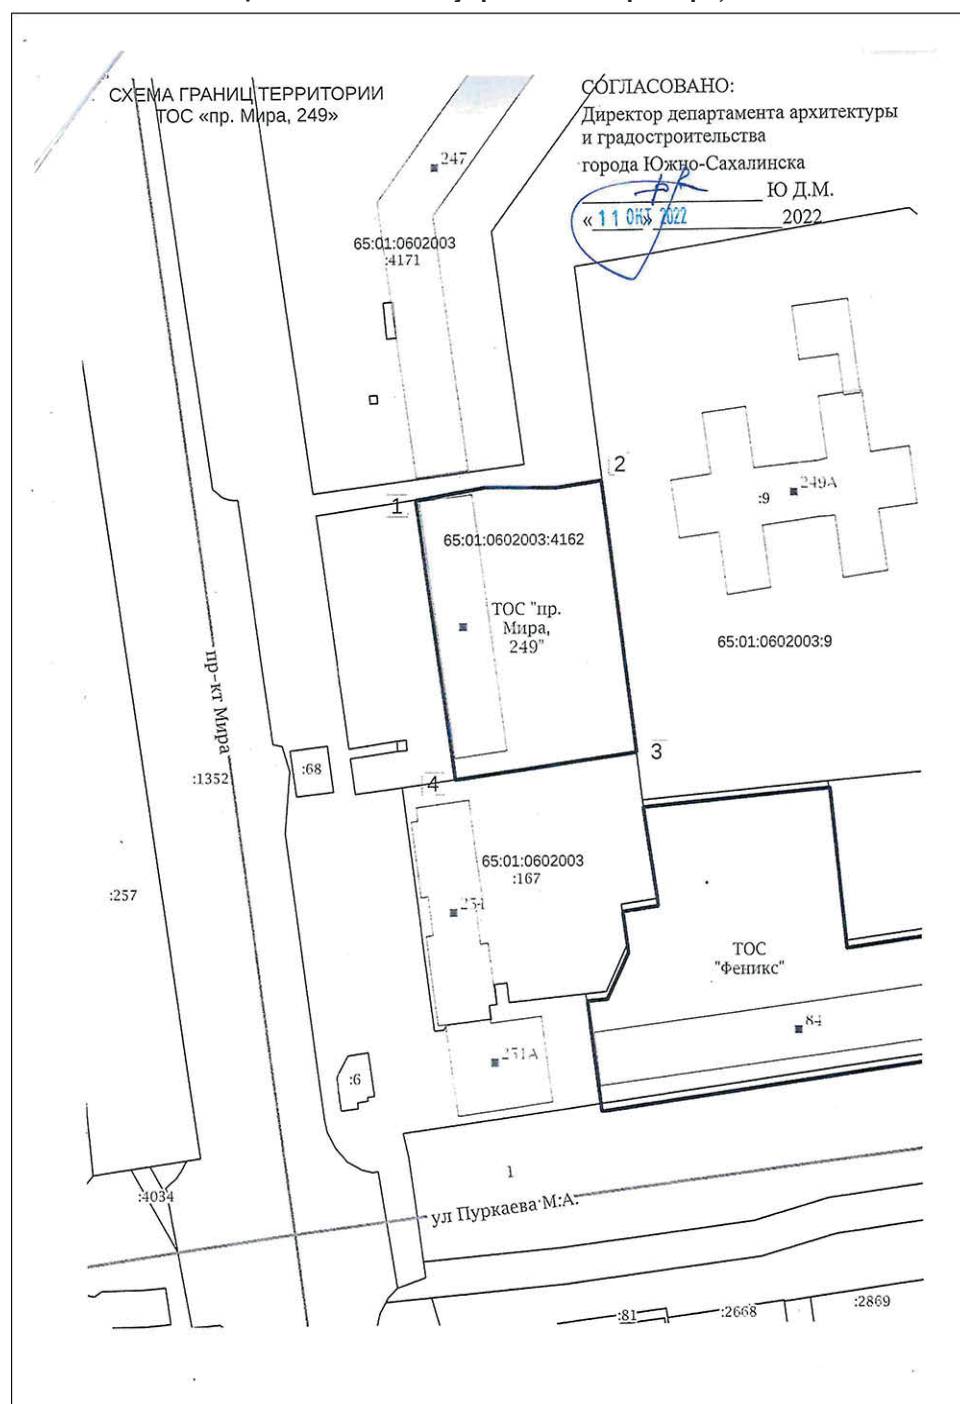 СХЕМА ГРАНИЦ ТЕРРИТОРИИ
ТОС «пр. Мира, 249»
СОГЛАСОВАНО:
Директор департамента архитектуры
и градостроительства
города Южно-Сахалинска
Ю Д.М.
«11 ОКТ 2022» 2022
247
65:01:0602003
:4171
2
1
249А
:9
65:01:0602003:4162
ТОС "пр.
Мира,
249"
65:01:0602003:9
пр-кт Мира
3
:68
:1352
4
65:01:0602003
:167
:257
251
ТОС
"Феникс"
84
251А
:6
1
:4034
ул Пуркаева М.А.
:81
:2668
:2869